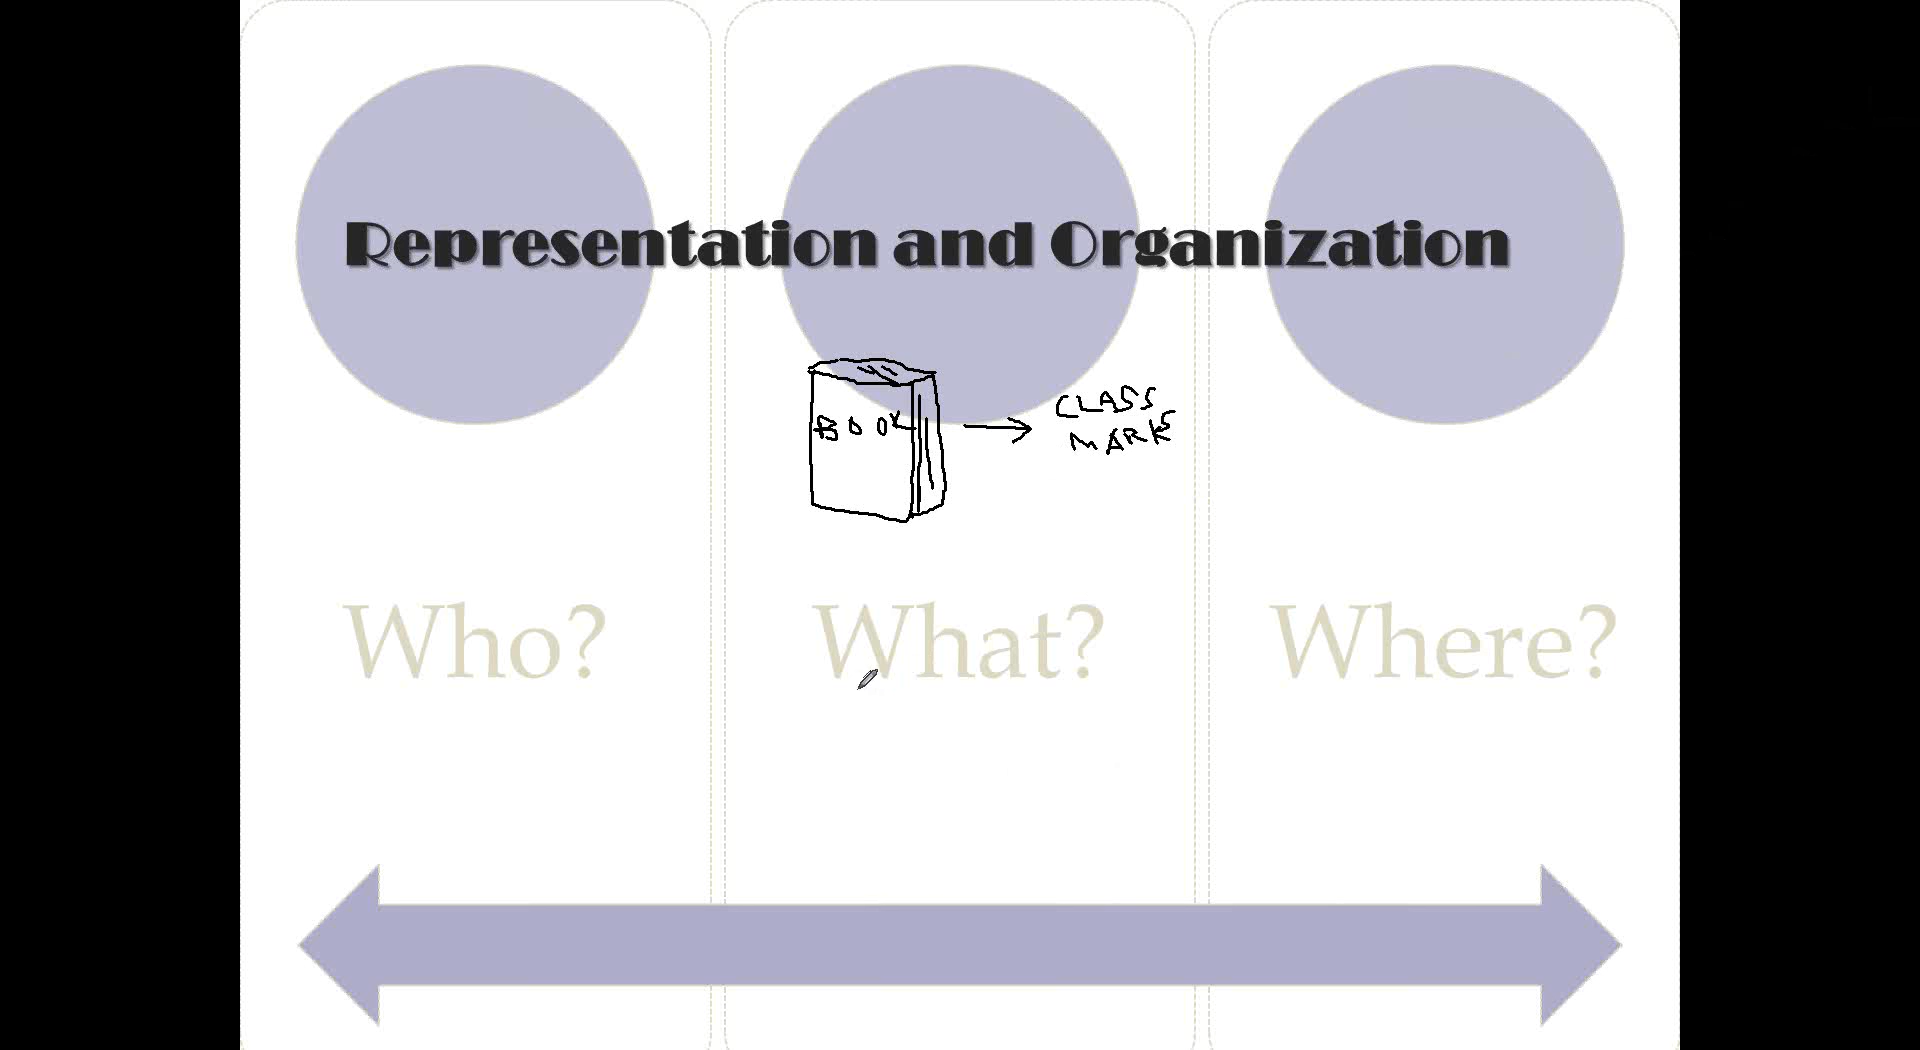 Representation and Organization
BOOK
CLASS
MARKS
Who?
What?
Where?